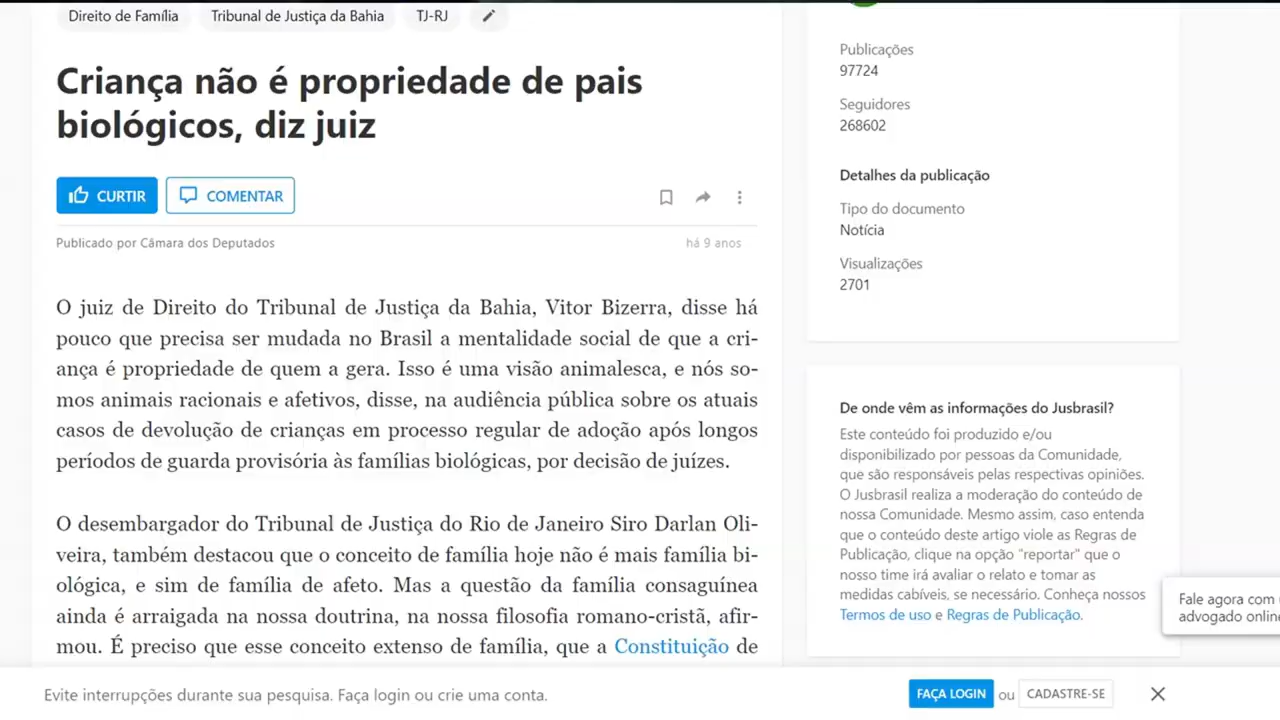 Direito de Família
Tribunal de Justiça da Bahia
TJ-RJ
Criança não é propriedade de pais
biológicos, diz juiz
CURTIR
COMENTAR
Publicado por Câmara dos Deputados
há 9 anos
O juiz de Direito do Tribunal de Justiça da Bahia, Vitor Bizerra, disse há
pouco que precisa ser mudada no Brasil a mentalidade social de que a cri-
ança é propriedade de quem a gera. Isso é uma visão animalesca, e nós so-
mos animais racionais e afetivos, disse, na audiência pública sobre os atuais
casos de devolução de crianças em processo regular de adoção após longos
períodos de guarda provisória às famílias biológicas, por decisão de juízes.
O desembargador do Tribunal de Justiça do Rio de Janeiro Siro Darlan Oli-
veira, também destacou que o conceito de família hoje não é mais família bi-
ológica, e sim de família de afeto. Mas a questão da família consaguínea
ainda é arraigada na nossa doutrina, na nossa filosofia romano-cristã, afir-
mou. É preciso que esse conceito extenso de família, que a Constituição de
Publicações
97724
Seguidores
268602
Detalhes da publicação
Tipo do documento
Notícia
Visualizações
2701
De onde vêm as informações do Jusbrasil?
Este conteúdo foi produzido e/ou
disponibilizado por pessoas da Comunidade,
que são responsáveis pelas respectivas opiniões.
O Jusbrasil realiza a moderação do conteúdo de
nossa Comunidade. Mesmo assim, caso entenda
que o conteúdo deste artigo viole as Regras de
Publicação, clique na opção "reportar" que o
nosso time irá avaliar o relato e tomar as
medidas cabíveis, se necessário. Conheça nossos
Termos de uso e Regras de Publicação.
Fale agora com
advogado online
Evite interrupções durante sua pesquisa. Faça login ou crie uma conta.
FAÇA LOGIN ou CADASTRE-SE